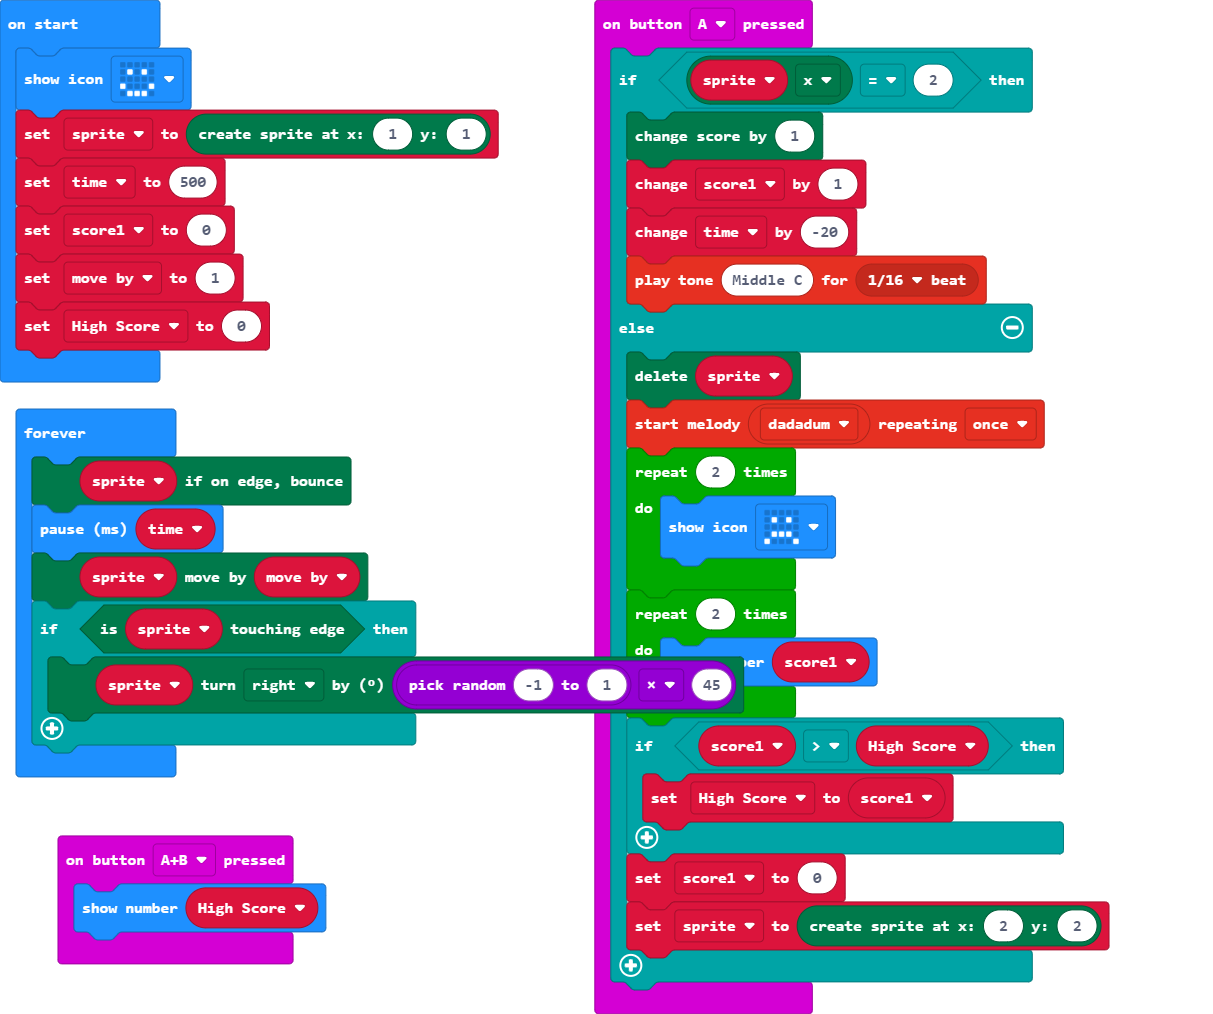 on start
show icon
set sprite to create sprite at x: 1 y: 1
set time to 500
set score1 to 0
set move by to 1
set High Score to 0
forever
sprite if on edge, bounce
pause (ms) time
sprite move by move by
if is sprite touching edge then
sprite turn right by (º) pick random -1 to 1 × 45
on button A+B pressed
show number High Score
on button A pressed
if sprite x = 2 then
change score by 1
change score1 by 1
change time by -20
play tone Middle C for 1/16 beat
else
delete sprite
start melody dadadum repeating once
repeat 2 times
do
show icon
repeat 2 times
do
score1
if score1 > High Score then
set High Score to score1
set score1 to 0
set sprite to create sprite at x: 2 y: 2